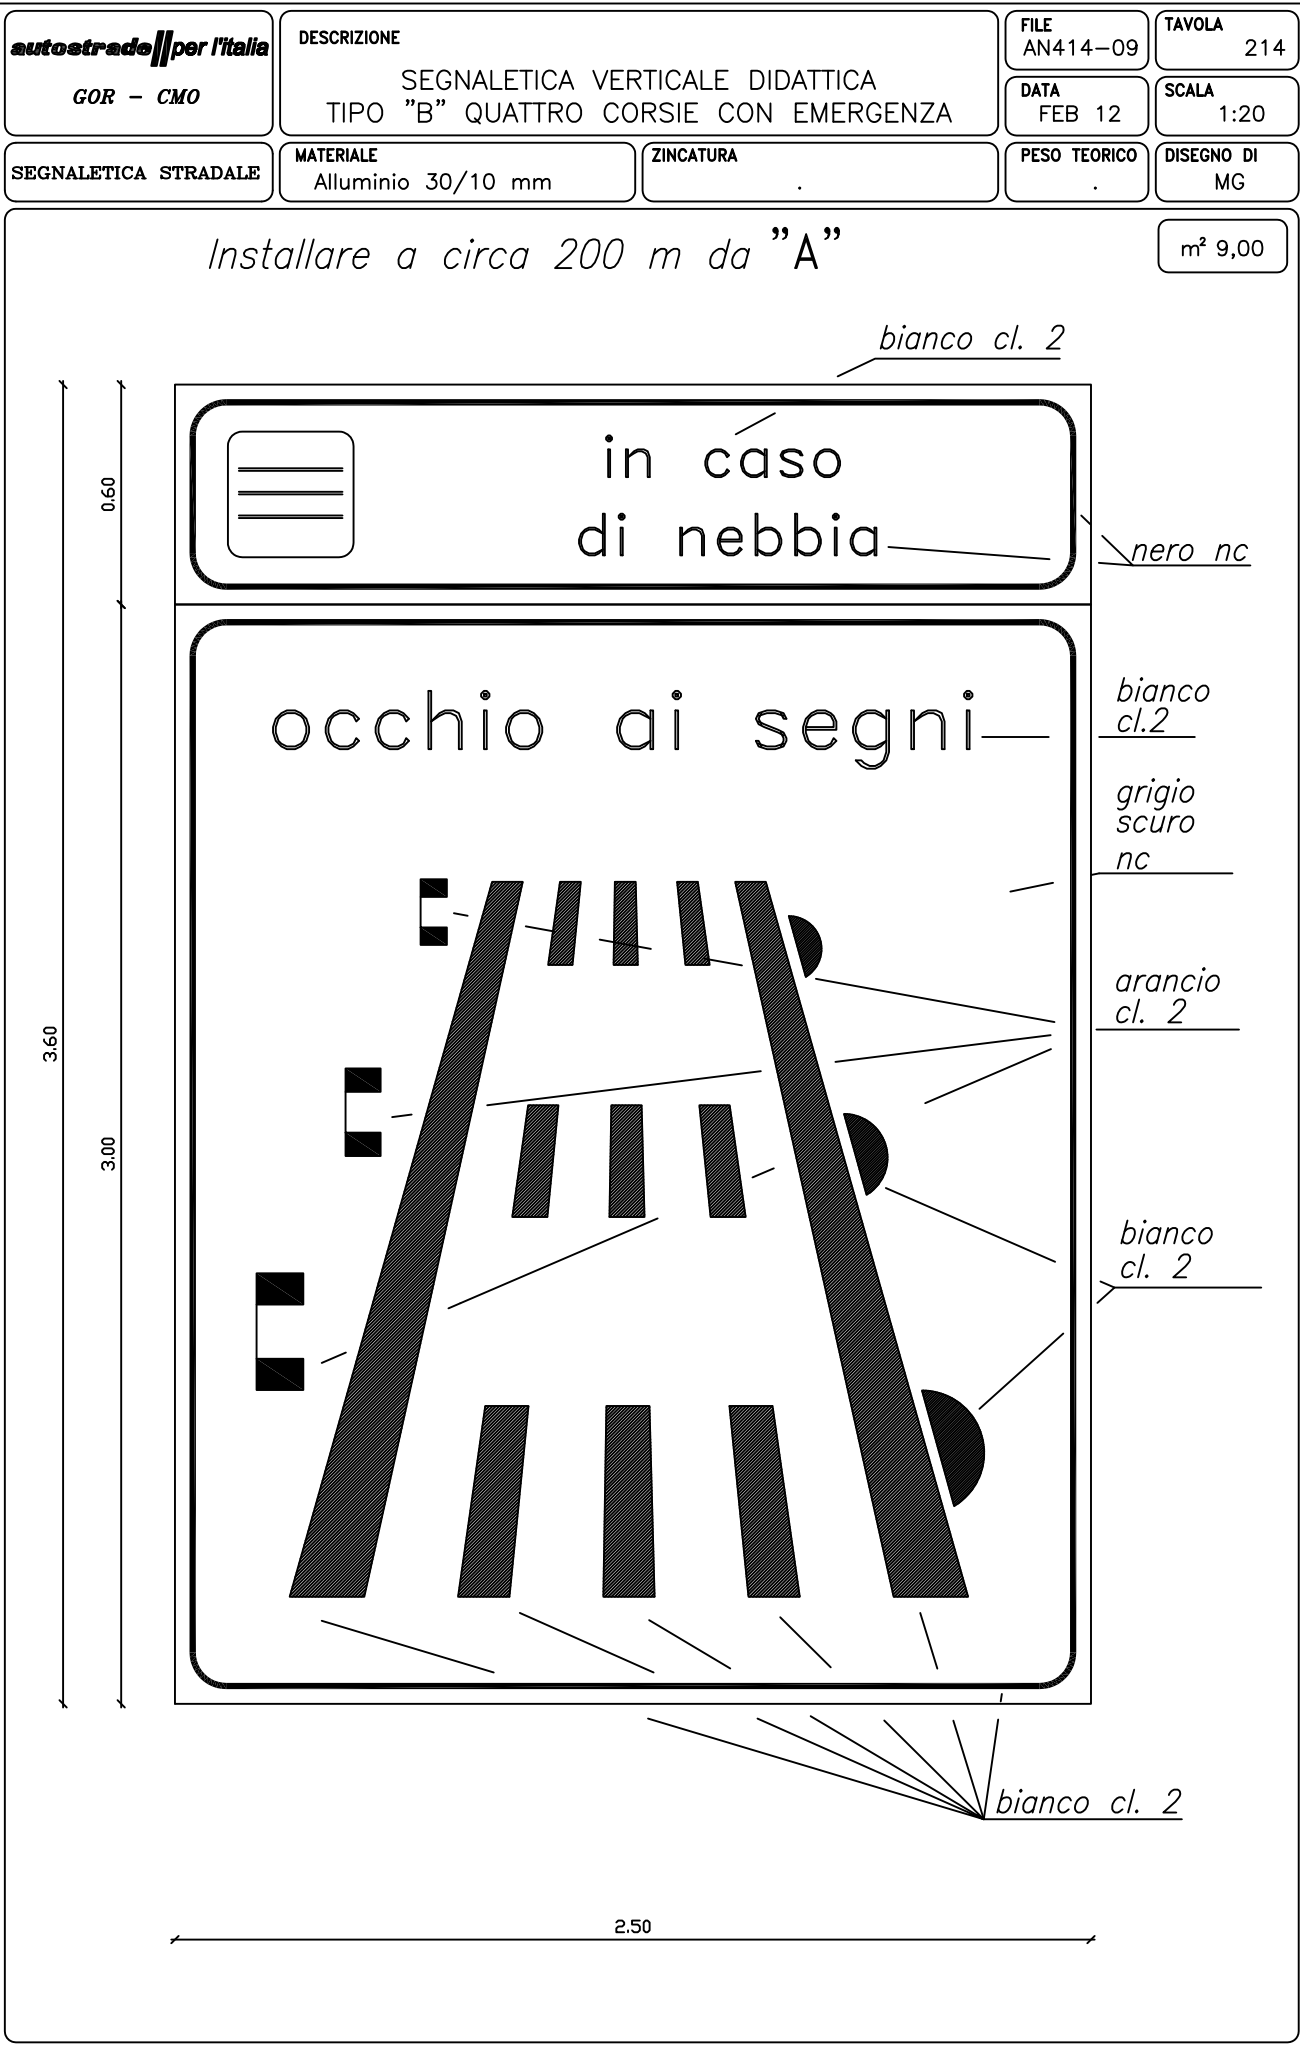 autostrade//per l'italia
GOR - CMO
DESCRIZIONE
SEGNALETICA VERTICALE DIDATTICA
TIPO "B" QUATTRO CORSIE CON EMERGENZA
FILE
AN414-09
TAVOLA
214
DATA
FEB 12
SCALA
1:20
SEGNALETICA STRADALE
MATERIALE
Alluminio 30/10 mm
ZINCATURA
.
PESO TEORICO
.
DISEGNO DI
MG
Installare a circa 200 m da "A"
m² 9,00
bianco cl. 2
in caso
di nebbia
0.60
nero nc
occhio ai segni
bianco
cl.2
grigio
scuro
nc
arancio
cl. 2
3.60
3.00
bianco
cl. 2
bianco cl. 2
2.50